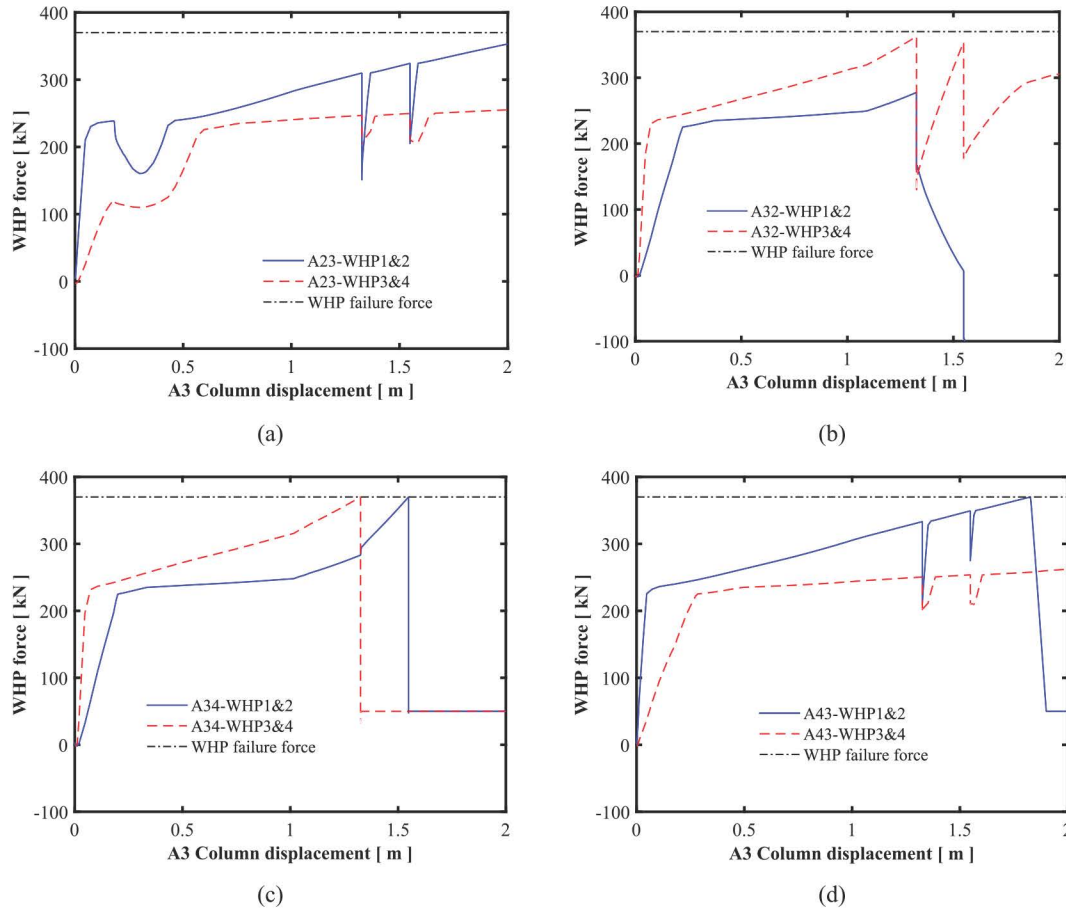 400
300
200
100
0
-100
WHP force [ kN ]
A23-WHP1&2
A23-WHP3&4
WHP failure force
0 0.5 1 1.5 2
A3 Column displacement [ m ]
(a)
400
300
200
100
0
-100
WHP force [ kN ]
A32-WHP1&2
A32-WHP3&4
WHP failure force
0 0.5 1 1.5 2
A3 Column displacement [ m ]
(b)
400
300
200
100
0
-100
WHP force [ kN ]
A34-WHP1&2
A34-WHP3&4
WHP failure force
0 0.5 1 1.5 2
A3 Column displacement [ m ]
(c)
400
300
200
100
0
-100
WHP force [ kN ]
A43-WHP1&2
A43-WHP3&4
WHP failure force
0 0.5 1 1.5 2
A3 Column displacement [ m ]
(d)